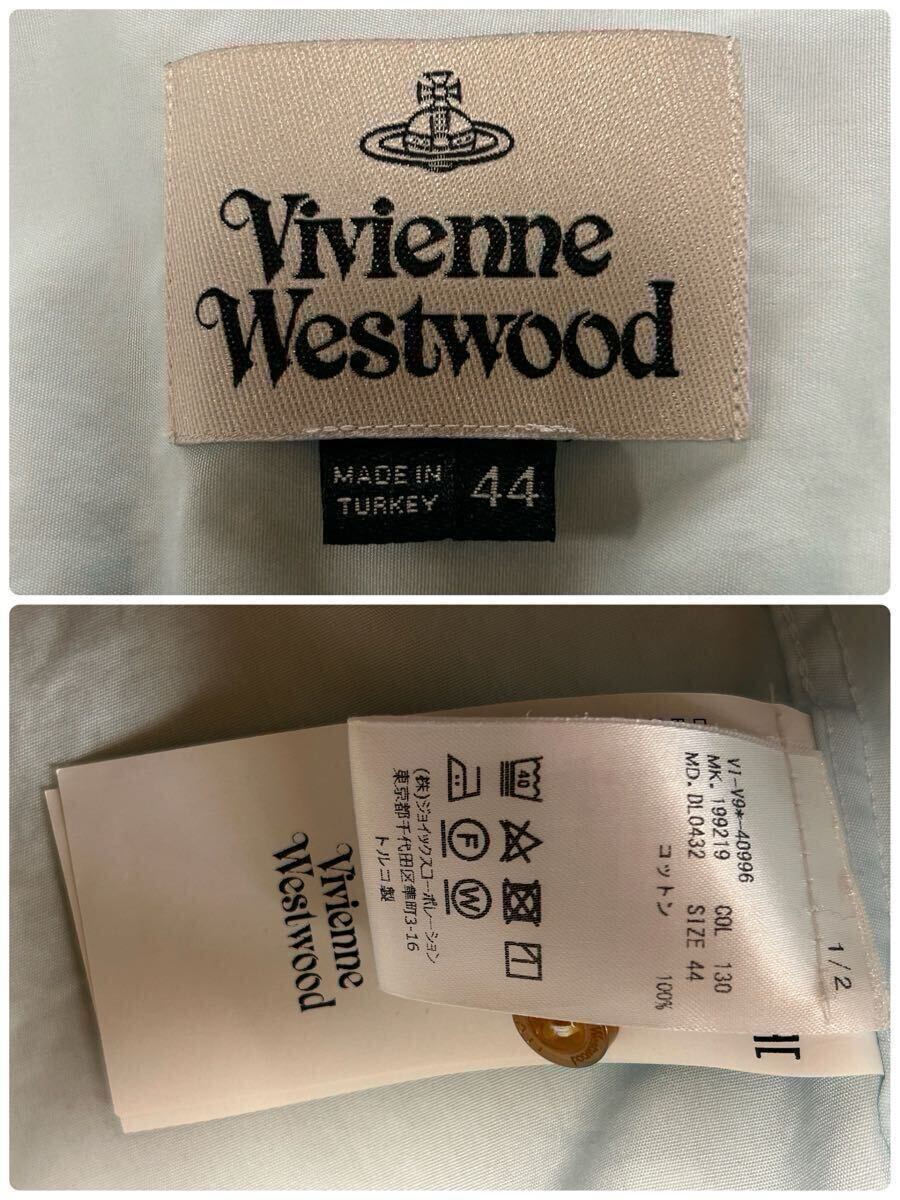 Vivienne
Westwood
MADE IN
TURKEY
44
Vivienne
Westwood
1/2
VI-V9*-40996
MK. 199219 COL 130
MD. DL0432 SIZE 44
コットン 100%
40
F
W
(株)ジョイックスコーポレーション
東京都千代田区隼町3-16
トルコ製